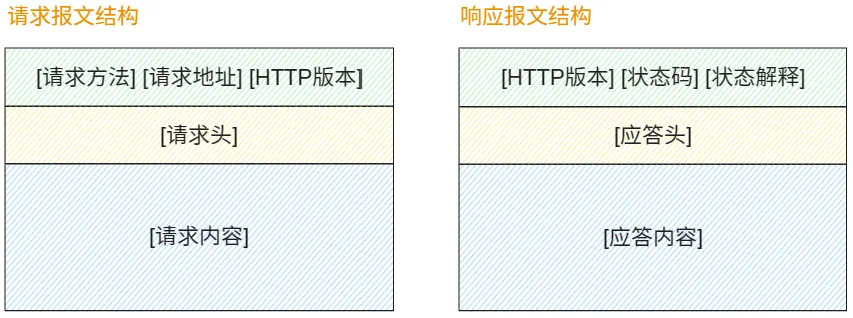 请求报文结构
[请求方法] [请求地址] [HTTP版本]
[请求头]
[请求内容]
响应报文结构
[HTTP版本] [状态码] [状态解释]
[应答头]
[应答内容]